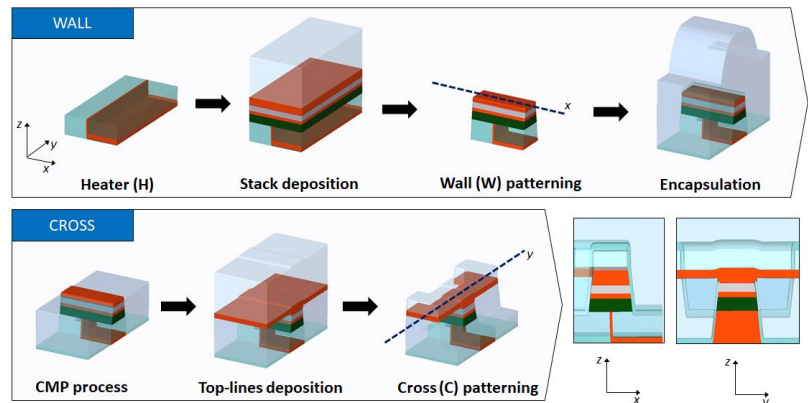 WALL
z
y
x
x
Heater (H)
Stack deposition
Wall (W) patterning
Encapsulation
CROSS
y
CMP process
Top-lines deposition
Cross (C) patterning
z
x
z
y